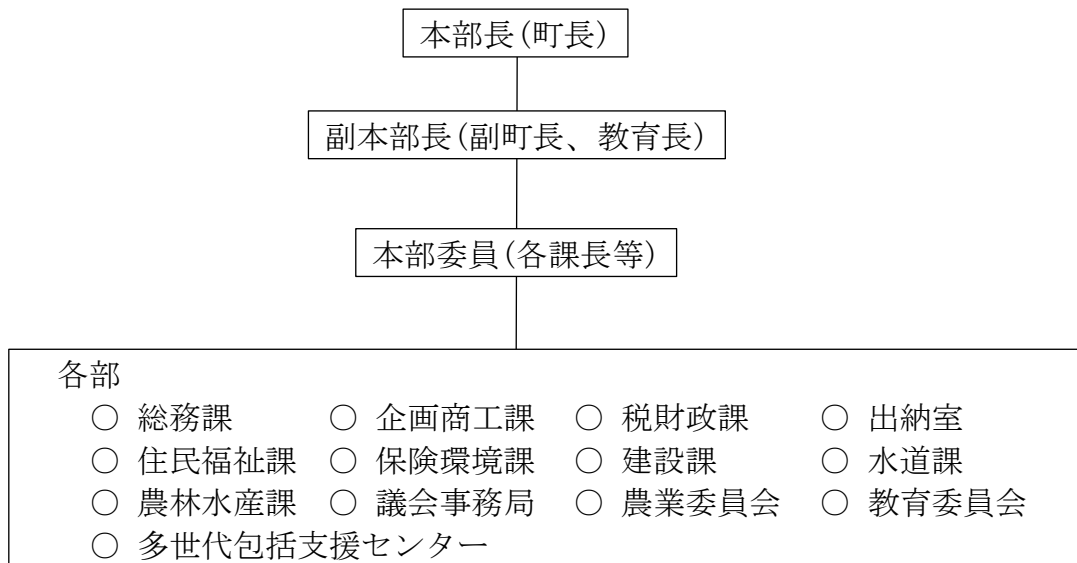 本部長(町長)
副本部長(副町長、教育長)
本部委員(各課長等)
各部
○ 総務課 ○ 企画商工課 ○ 税財政課 ○ 出納室
○ 住民福祉課 ○ 保険環境課 ○ 建設課 ○ 水道課
○ 農林水産課 ○ 議会事務局 ○ 農業委員会 ○ 教育委員会
○ 多世代包括支援センター